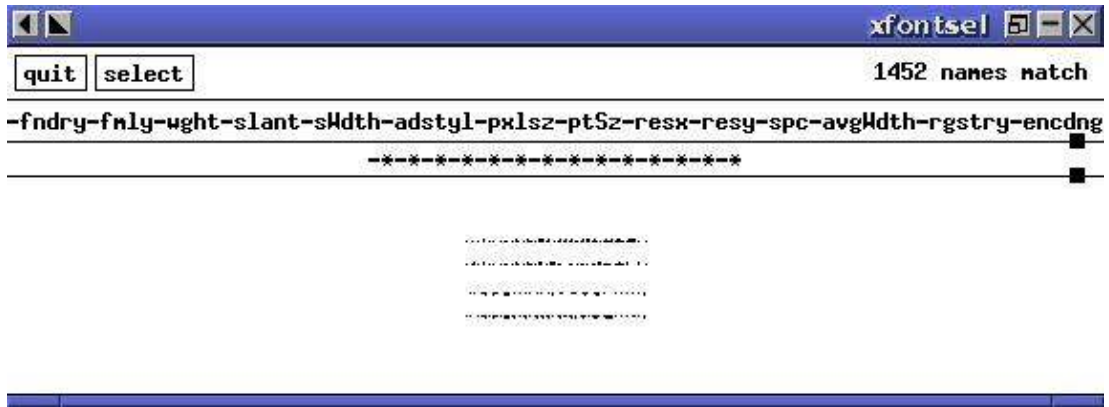 xfontsel
quit select 1452 names match
-fndry-fmly-wght-slant-sWdth-adstyl-pxlsz-ptSz-resx-resy-spc-avgWdth-rgstry-encdng
-*-*-*-*-*-*-*-*-*-*-*-*-*-*